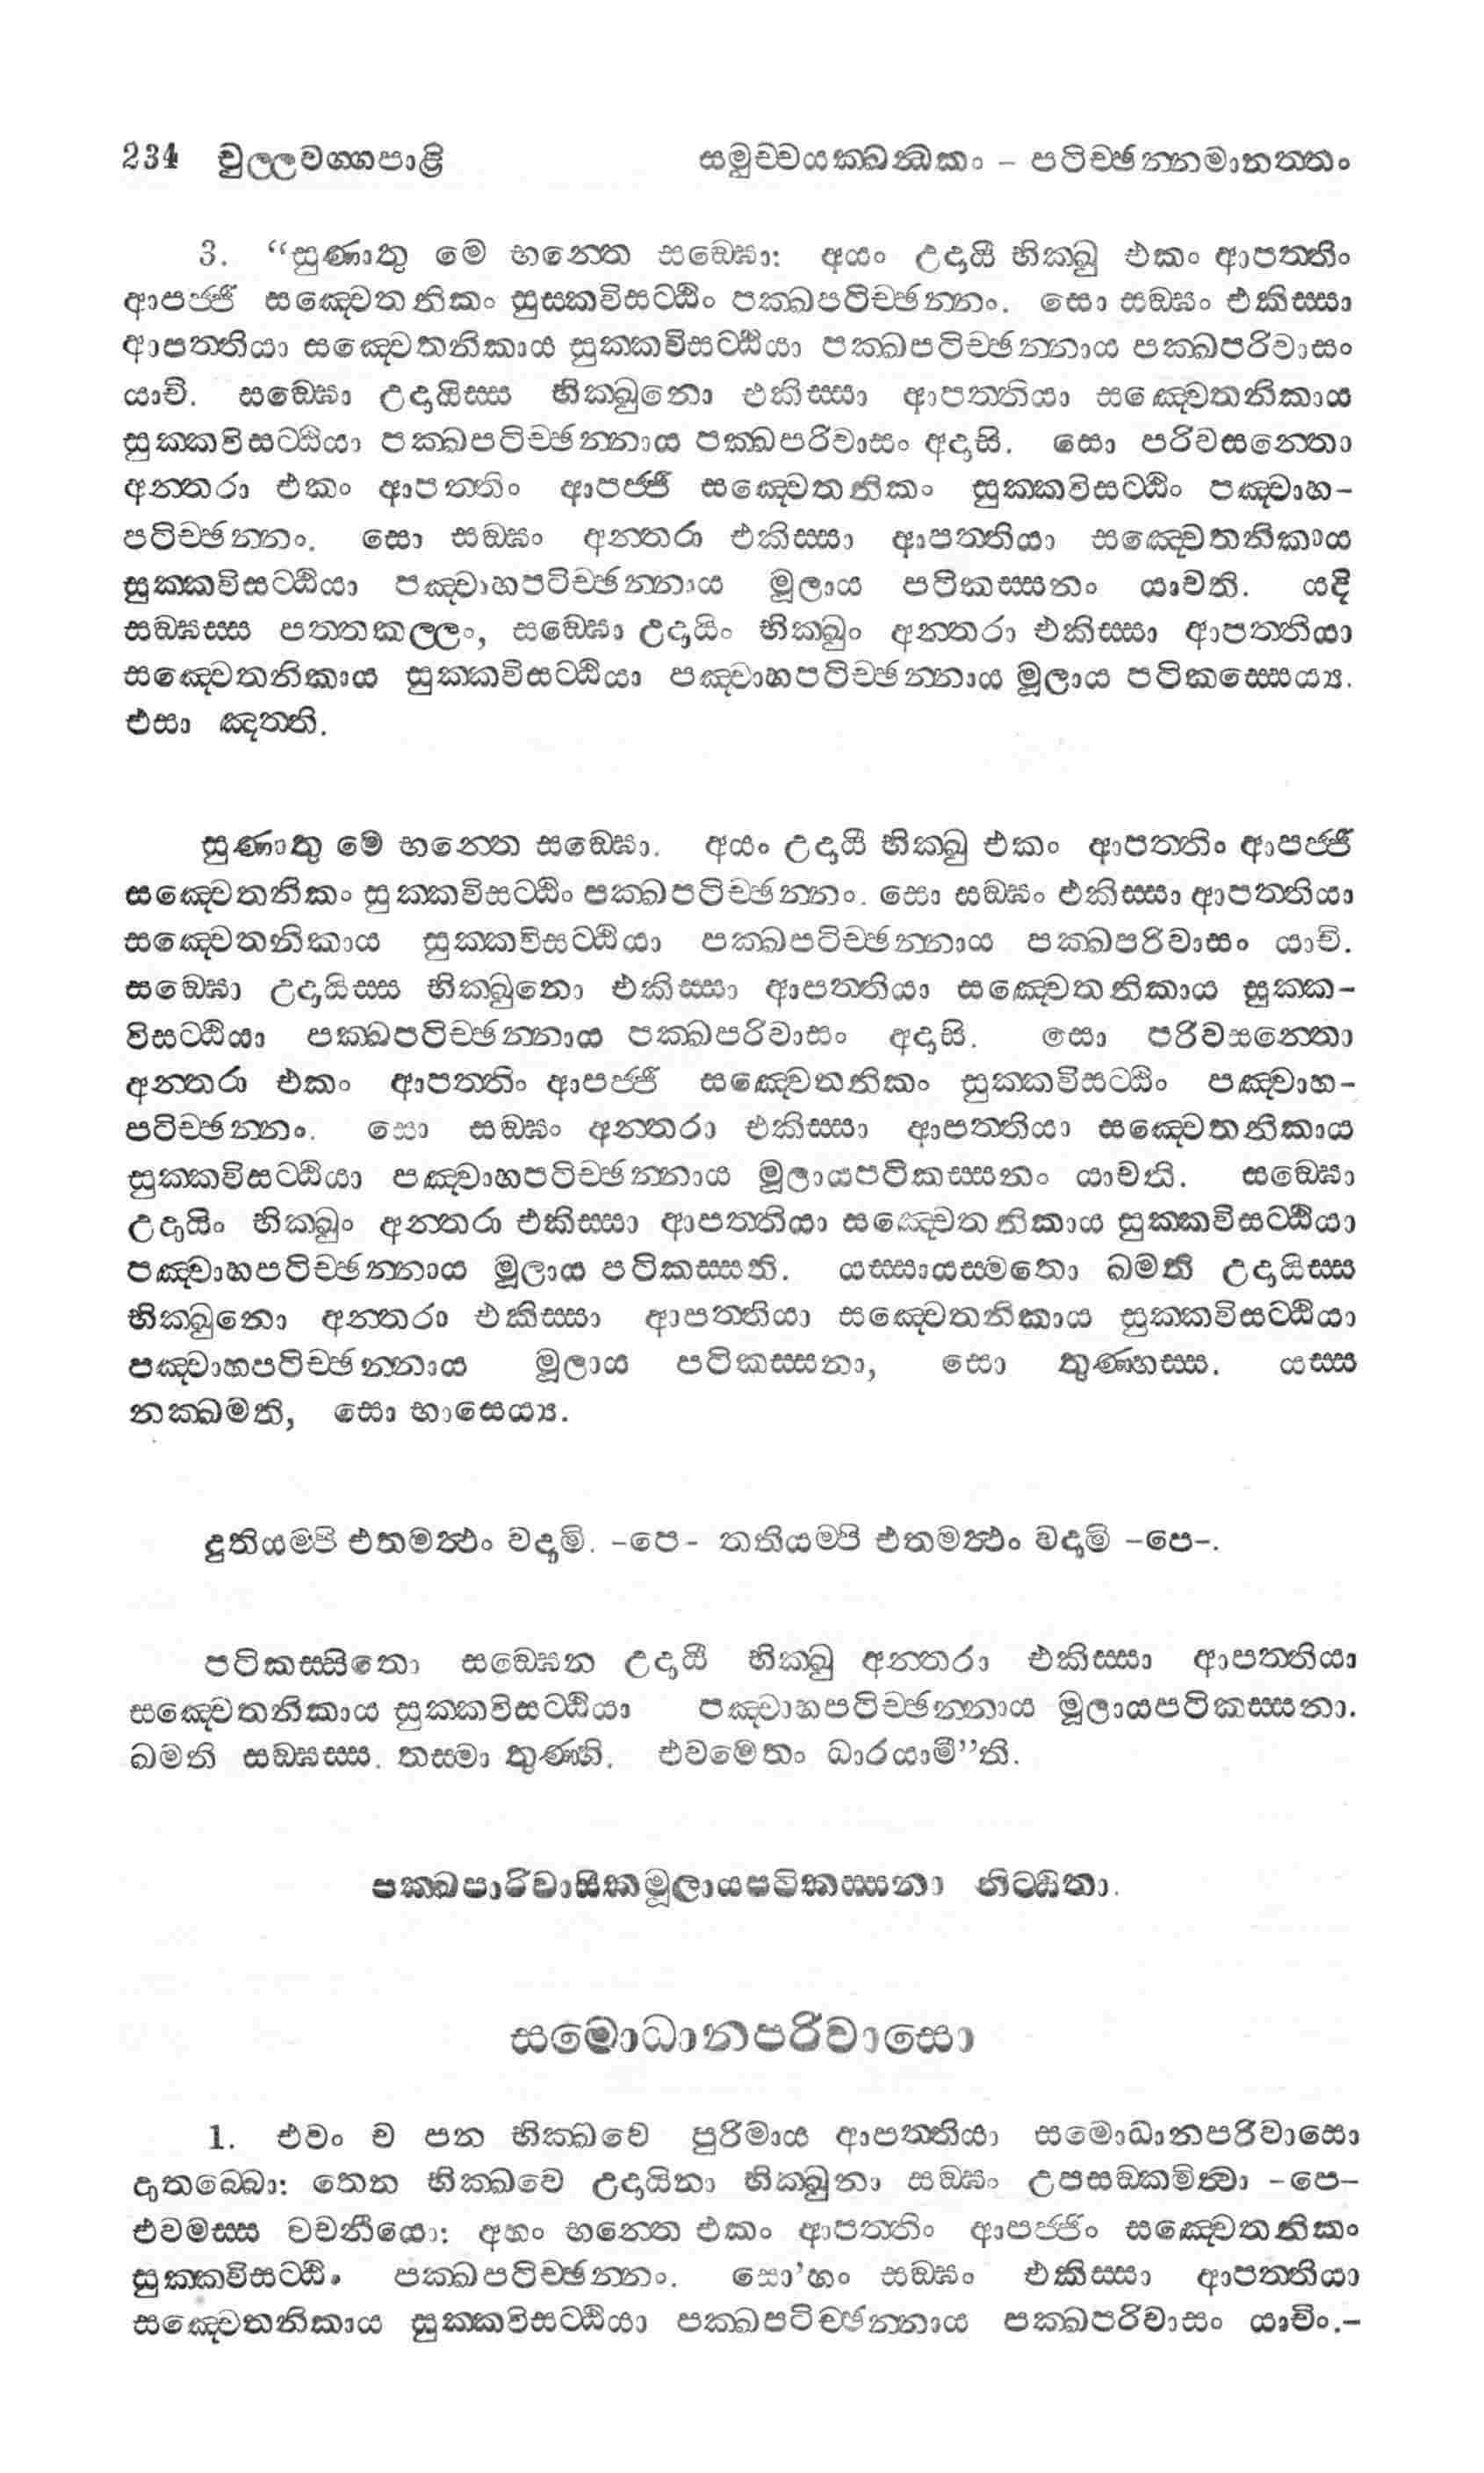 234 චුල්ලවග්ගපාළි සමුච්චයක්ඛන්ධකං – පටිච්ඡන්නමානත්තං
3. “සුණාතු මෙ භන්තෙ සඞ්ඝො: අයං උදායී භික්ඛු එකං ආපත්තිං
ආපජ්ජී සඤ්චෙතනිකං සුසක්විසට්ඨිං පක්ඛපටිච්ඡන්නං. සො සඞ්ඝං එකිස්සා
ආපත්තියා සඤ්චෙතනිකාය සුක්කවිසට්ඨියා පක්ඛපටිච්ඡන්නාය පක්ඛපරිවාසං
යාචි. සඞ්ඝො උදායිස්ස භික්ඛුනො එකිස්සා ආපත්තියා සඤ්චෙතනිකාය
සුක්කවිසට්ඨියා පක්ඛපටිච්ඡන්නාය පක්ඛපරිවාසං අදාසි. සො පරිවසන්තො
අන්තරා එකං ආපත්තිං ආපජ්ජී සඤ්චෙතනිකං සුක්කවිසට්ඨිං පඤ්චාහ-
පටිච්ඡන්නං. සො සඞ්ඝං අන්තරා එකිස්සා ආපත්තියා සඤ්චෙතනිකාය
සුක්කවිසට්ඨියා පඤ්චාහපටිච්ඡන්නාය මූලාය පටිකස්සනං යාචති. යදි
සඞ්ඝස්ස පත්තකල්ලං, සඞ්ඝො උදායිං භික්ඛුං අන්තරා එකිස්සා ආපත්තියා
සඤ්චෙතනිකාය සුක්කවිසට්ඨියා පඤ්චාහපටිච්ඡන්නාය මූලාය පටිකස්සෙය්‍ය.
එසා ඤත්ති.
සුණාතු මෙ භන්තෙ සඞ්ඝො. අයං උදායී භික්ඛු එකං ආපත්තිං ආපජ්ජී
සඤ්චෙතනිකං සුක්කවිසට්ඨිං පක්ඛපටිච්ඡන්නං. සො සඞ්ඝං එකිස්සා ආපත්තියා
සඤ්චෙතනිකාය සුක්කවිසට්ඨියා පක්ඛපටිච්ඡන්නාය පක්ඛපරිවාසං යාචි.
සඞ්ඝො උදායිස්ස භික්ඛුනො එකිස්සා ආපත්තියා සඤ්චෙතනිකාය සුක්ක-
විසට්ඨියා පක්ඛපටිච්ඡන්නාය පක්ඛපරිවාසං අදාසි. සො පරිවසන්තො
අන්තරා එකං ආපත්තිං ආපජ්ජී සඤ්චෙතනිකං සුක්කවිසට්ඨිං පඤ්චාහ-
පටිච්ඡන්නං. සො සඞ්ඝං අන්තරා එකිස්සා ආපත්තියා සඤ්චෙතනිකාය
සුක්කවිසට්ඨියා පඤ්චාහපටිච්ඡන්නාය මූලායපටිකස්සනං යාචති. සඞ්ඝො
උදායිං භික්ඛුං අන්තරා එකිස්සා ආපත්තියා සඤ්චෙතනිකාය සුක්කවිසට්ඨියා
පඤ්චාහපටිච්ඡන්නාය මූලාය පටිකස්සති. යස්සායස්මතො ඛමති උදායිස්ස
භික්ඛුනො අන්තරා එකිස්සා ආපත්තියා සඤ්චෙතනිකාය සුක්කවිසට්ඨියා
පඤ්චාහපටිච්ඡන්නාය මූලාය පටිකස්සනා, සො තුණ්හස්ස. යස්ස
නක්ඛමති, සො භාසෙය්‍ය.
දුතියම්පි එතමත්ථං වදාමි. -පෙ- තතියම්පි එතමත්ථං වදාමි -පෙ-.
පටිකස්සිතො සඞ්ඝෙන උදායී භික්ඛු අන්තරා එකිස්සා ආපත්තියා
සඤ්චෙතනිකාය සුක්කවිසට්ඨියා පඤ්චාහපටිච්ඡන්නාය මූලායපටිකස්සනා.
ඛමති සඞ්ඝස්ස. තස්මා තුණ්හි. එවමෙතං ධාරයාමී”ති.
පක්ඛපාරිවාසිකමූලායපටිකස්සනා නිට්ඨිතා.
සමොධානපරිවාසො
1. එවං ච පන භික්ඛවෙ පුරිමාය ආපත්තියා සමොධානපරිවාසො
දාතබ්බො: තෙන භික්ඛවෙ උදායිනා භික්ඛුනා සඞ්ඝං උපසඞ්කමිත්වා -පෙ-
එවමස්ස වචනීයො: අහං භන්තෙ එකං ආපත්තිං ආපජ්ජිං සඤ්චෙතනිකං
සුක්කවිසට්ඨිං පක්ඛපටිච්ඡන්නං. සො’හං සඞ්ඝං එකිස්සා ආපත්තියා
සඤ්චෙතනිකාය සුක්කවිසට්ඨියා පක්ඛපටිච්ඡන්නාය පක්ඛපරිවාසං යාචිං.-